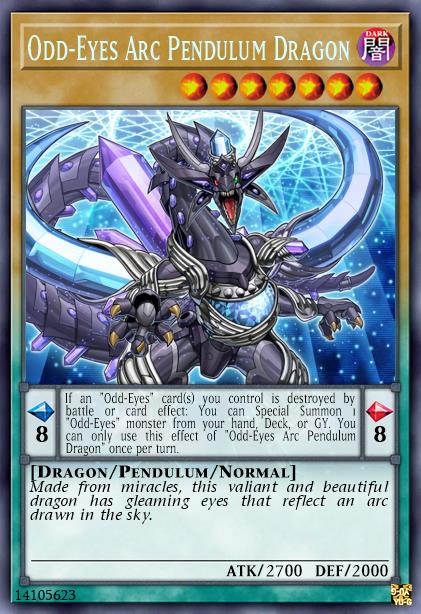 Odd-Eyes Arc Pendulum Dragon
DARK
闇
If an "Odd-Eyes" card(s) you control is destroyed by
battle or card effect: You can Special Summon 1
"Odd-Eyes" monster from your hand, Deck, or GY. You
can only use this effect of "Odd-Eyes Arc Pendulum
Dragon" once per turn.
8
8
[Dragon/Pendulum/Normal]
Made from miracles, this valiant and beautiful
dragon has gleaming eyes that reflect an arc
drawn in the sky.
ATK/2700 DEF/2000
14105623